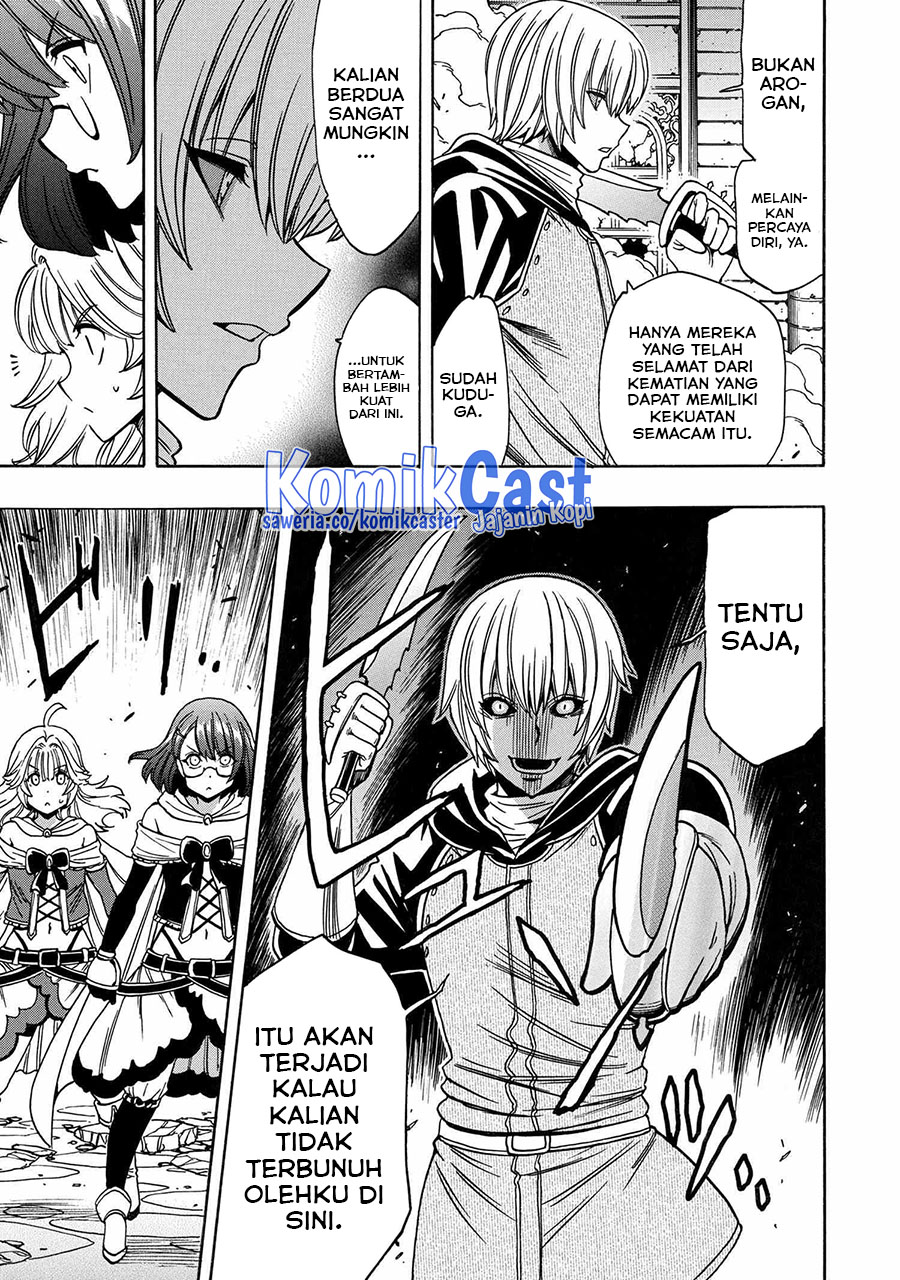 BUKAN
ARO-
GAN,
MELAIN-
KAN
PERCAYA
DIRI, YA.
HANYA MEREKA
YANG TELAH
SELAMAT DARI
KEMATIAN YANG
DAPAT MEMILIKI
KEKUATAN
SEMACAM ITU.
SUDAH
KUDU-
GA.
KALIAN
BERDUA
SANGAT
MUNGKIN
...
...UNTUK
BERTAM-
BAH LEBIH
KUAT
DARI INI.
KomikCast
saweria.co/komikcaster Jajanin Kopi
TENTU
SAJA,
ITU AKAN
TERJADI
KALAU
KALIAN
TIDAK
TERBUNUH
OLEHKU DI
SINI.